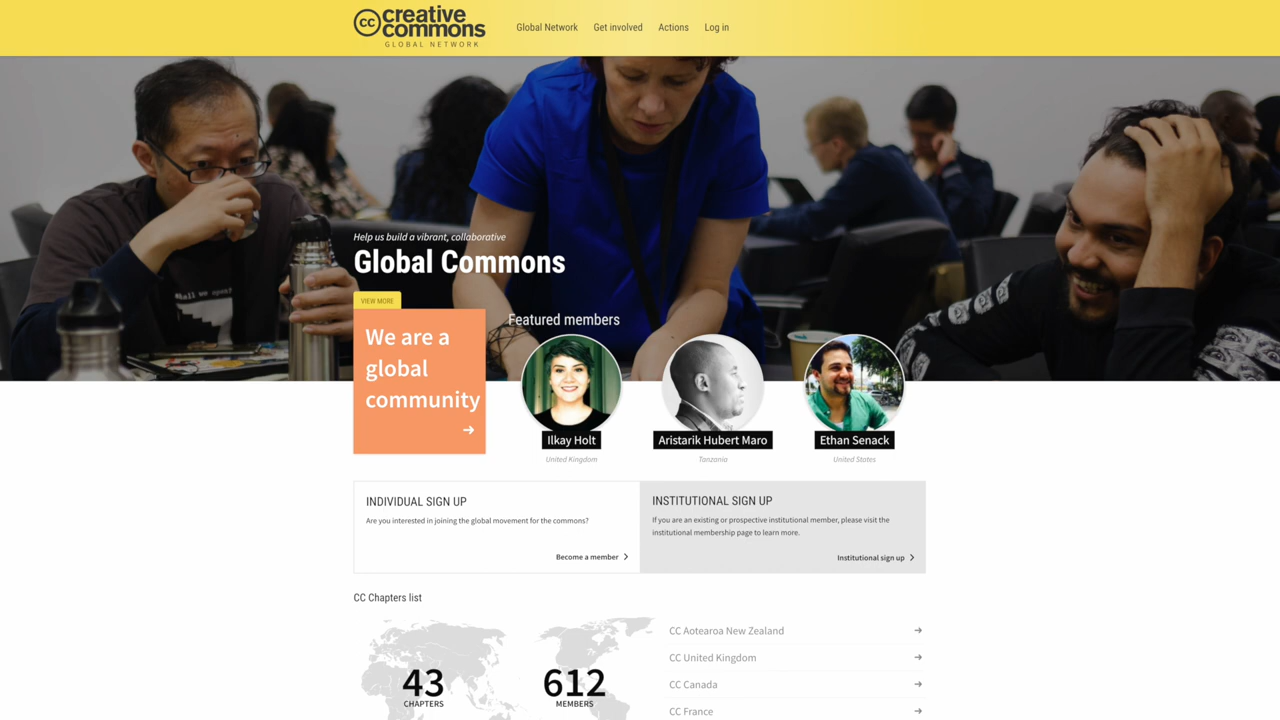 cc creative commons
GLOBAL NETWORK
Global Network Get involved Actions Log in
Help us build a vibrant, collaborative
Global Commons
VIEW MORE
We are a
global
community
Featured members
Ilkay Holt
United Kingdom
Aristarik Hubert Maro
Tanzania
Ethan Senack
United States
INDIVIDUAL SIGN UP
Are you interested in joining the global movement for the commons?
Become a member
INSTITUTIONAL SIGN UP
If you are an existing or prospective institutional member, please visit the
institutional membership page to learn more.
Institutional sign up
CC Chapters list
43
CHAPTERS
612
MEMBERS
CC Aotearoa New Zealand
CC United Kingdom
CC Canada
CC France